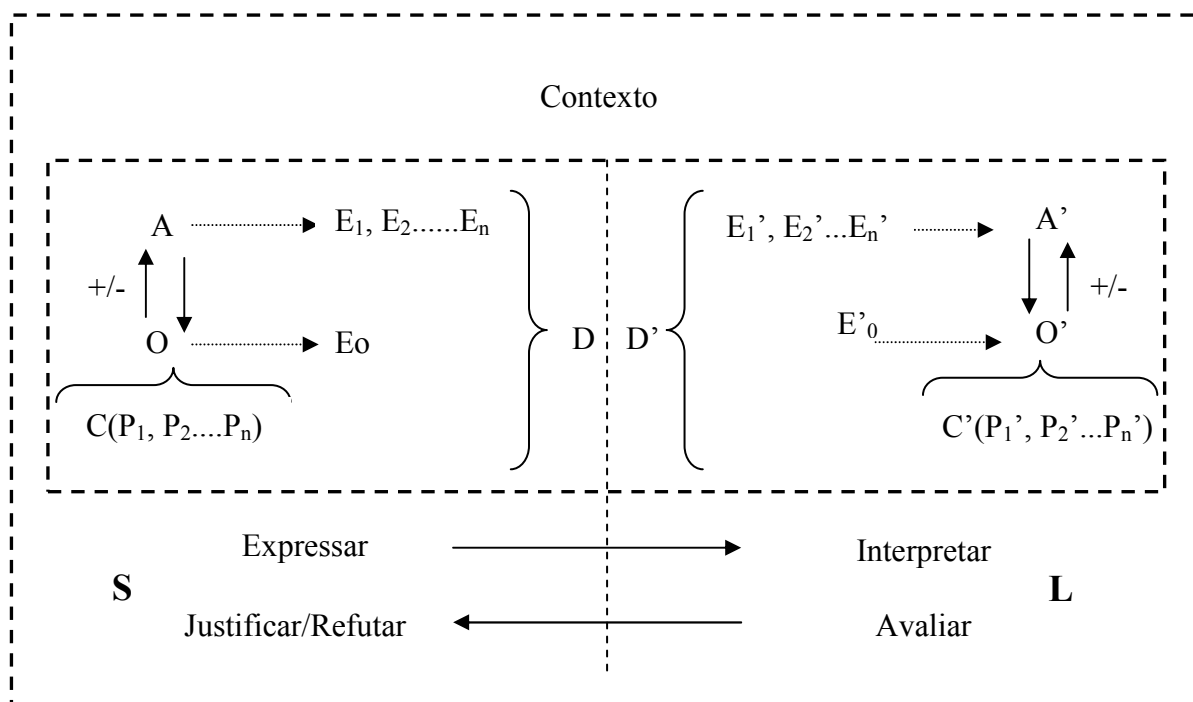 Contexto
A E₁, E₂......Eₙ E₁’, E₂’...Eₙ’ A’
+/- +/-
O Eo D D’ E’₀ O’
C(P₁, P₂....Pₙ) C’(P₁’, P₂’...Pₙ’)
Expressar Interpretar
S L
Justificar/Refutar Avaliar